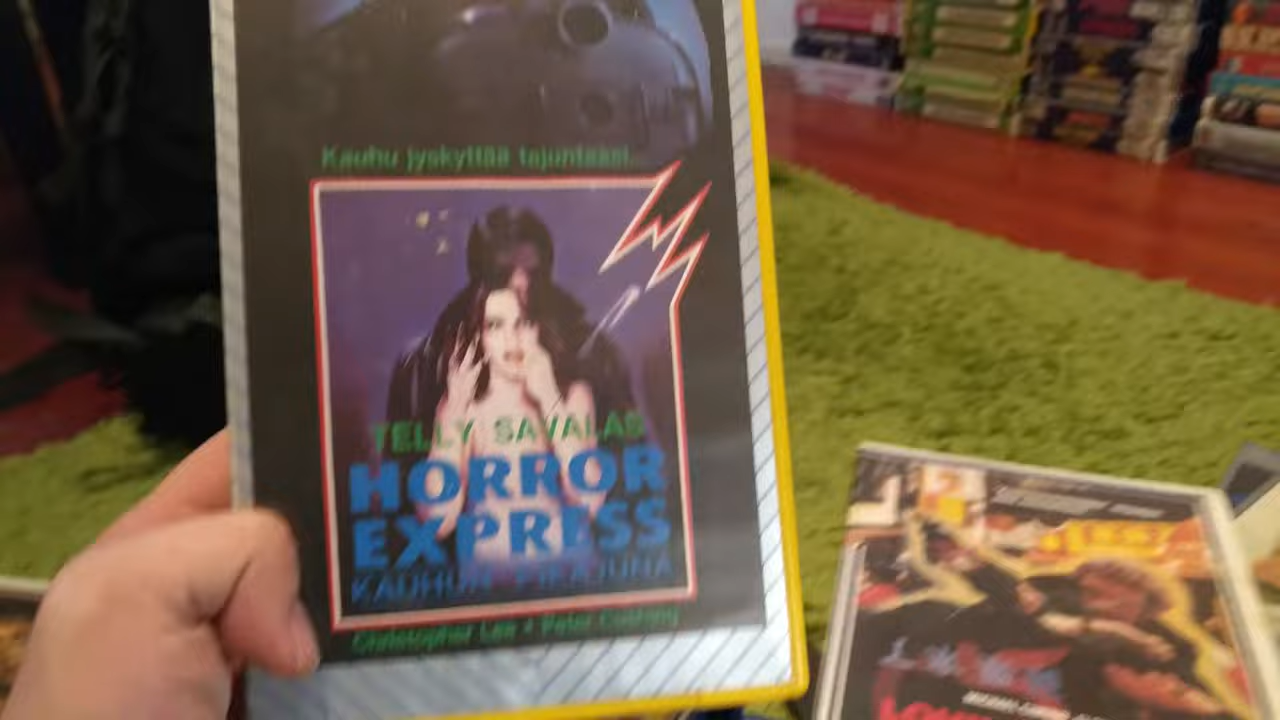 Kauhu jyskyttää tajuntaasi...
TELLY SAVALAS
HORROR
EXPRESS
KAUHUN PIKAJUNA
Christopher Lee • Peter Cushing